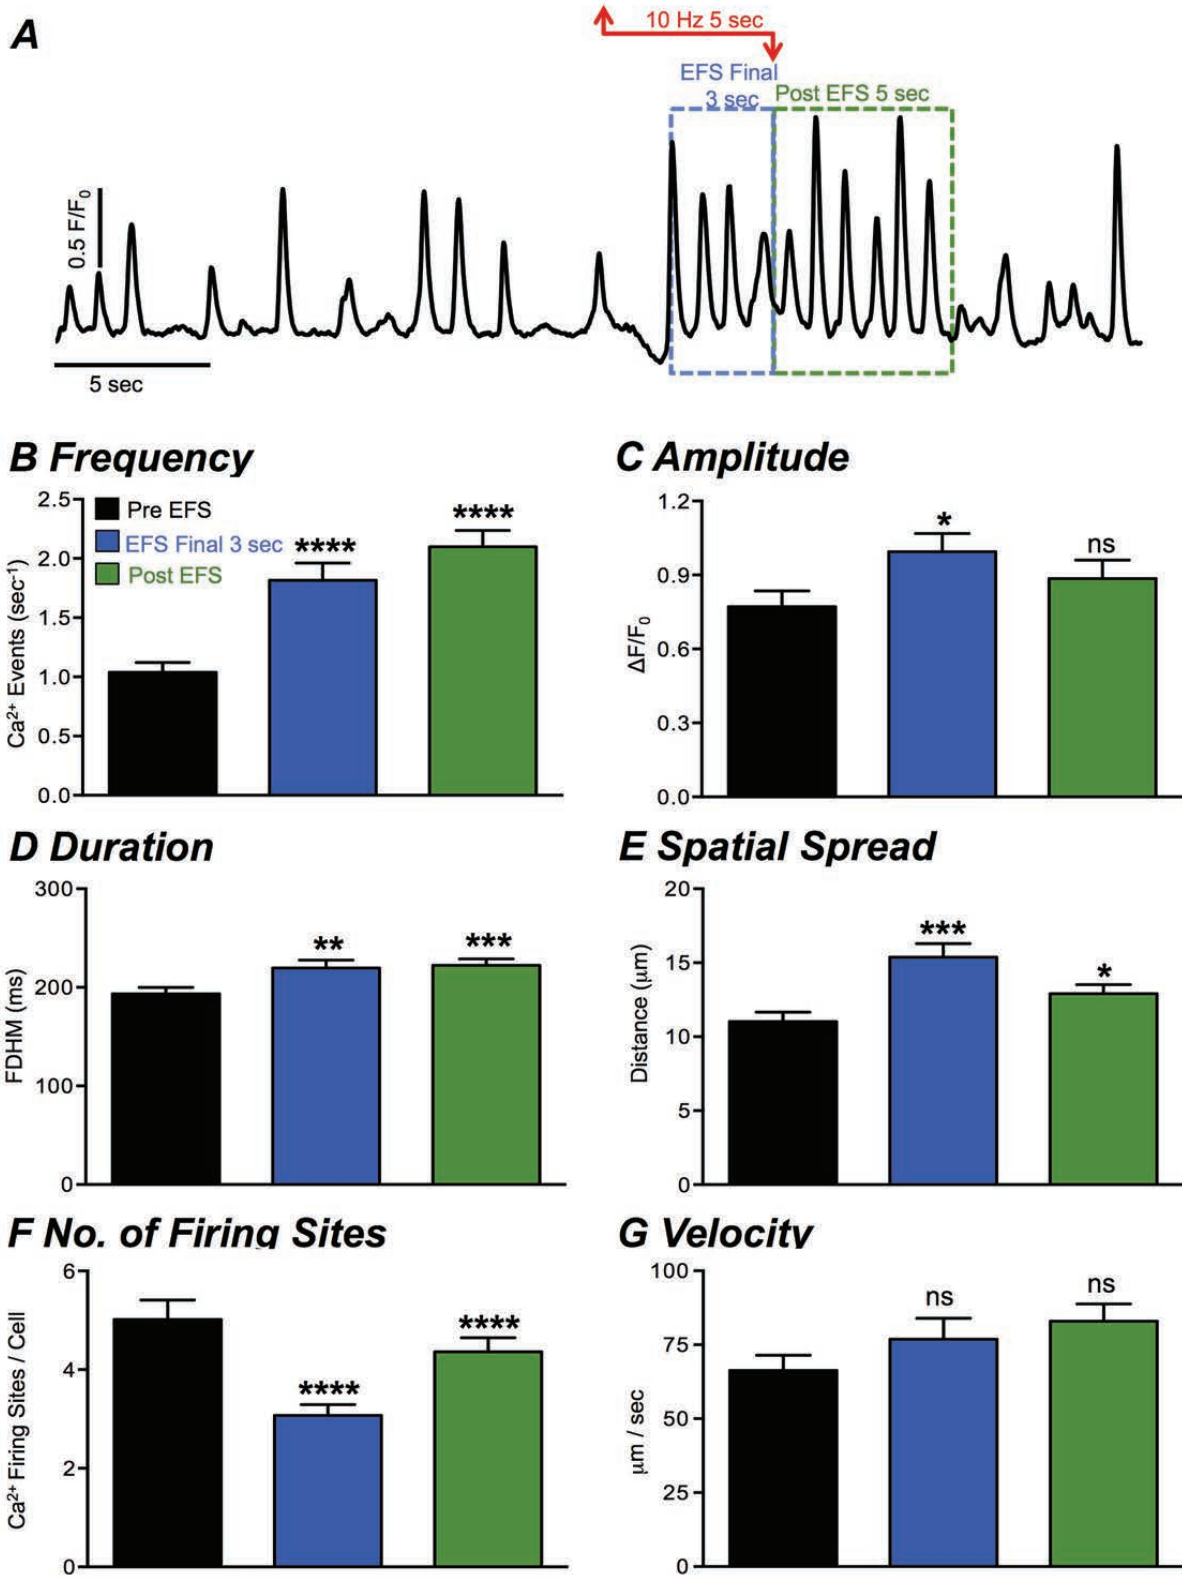 A
10 Hz 5 sec
EFS Final
3 sec
Post EFS 5 sec
0.5 F/F₀
5 sec
B Frequency
Ca²⁺ Events (sec⁻¹)
2.5
2.0
1.5
1.0
0.5
0.0
Pre EFS
EFS Final 3 sec
Post EFS
****
****
C Amplitude
ΔF/F₀
1.2
0.9
0.6
0.3
0.0
*
ns
D Duration
FDHM (ms)
300
200
100
0
**
***
E Spatial Spread
Distance (μm)
20
15
10
5
0
***
*
F No. of Firing Sites
Ca²⁺ Firing Sites / Cell
6
4
2
0
****
****
G Velocity
μm / sec
100
75
50
25
0
ns
ns